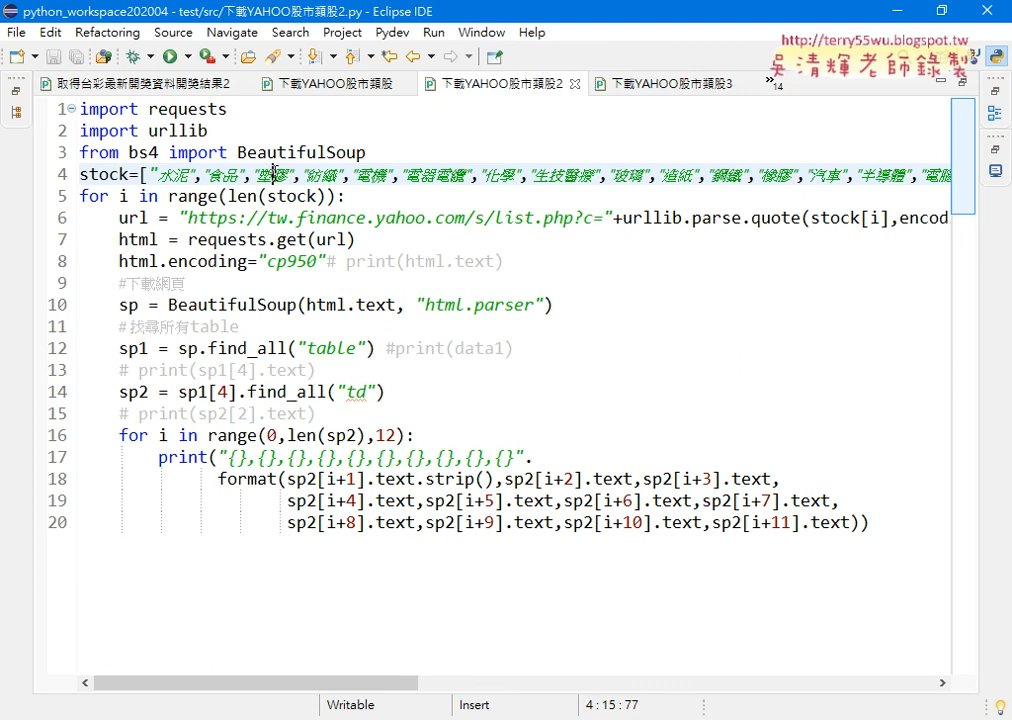 python_workspace202004 - test/src/下載YAHOO股市類股2.py - Eclipse IDE
File Edit Refactoring Source Navigate Search Project Pydev Run Window Help
http://terry55wu.blogspot.tw
吳清輝老師錄製
取得台彩最新開獎資料開獎結果2 下載YAHOO股市類股 下載YAHOO股市類股2 下載YAHOO股市類股3 14
1 import requests
2 import urllib
3 from bs4 import BeautifulSoup
4 stock=["水泥","食品","塑膠","紡織","電機","電器電纜","化學","生技醫療","玻璃","造紙","鋼鐵","橡膠","汽車","半導體","電腦
5 for i in range(len(stock)):
6 url = "https://tw.finance.yahoo.com/s/list.php?c="+urllib.parse.quote(stock[i],encod
7 html = requests.get(url)
8 html.encoding="cp950"# print(html.text)
9 #下載網頁
10 sp = BeautifulSoup(html.text, "html.parser")
11 #找尋所有table
12 sp1 = sp.find_all("table") #print(data1)
13 # print(sp1[4].text)
14 sp2 = sp1[4].find_all("td")
15 # print(sp2[2].text)
16 for i in range(0,len(sp2),12):
17 print("{},{},{},{},{},{},{},{},{},{}".
18 format(sp2[i+1].text.strip(),sp2[i+2].text,sp2[i+3].text,
19 sp2[i+4].text,sp2[i+5].text,sp2[i+6].text,sp2[i+7].text,
20 sp2[i+8].text,sp2[i+9].text,sp2[i+10].text,sp2[i+11].text))
Writable Insert 4 : 15 : 77